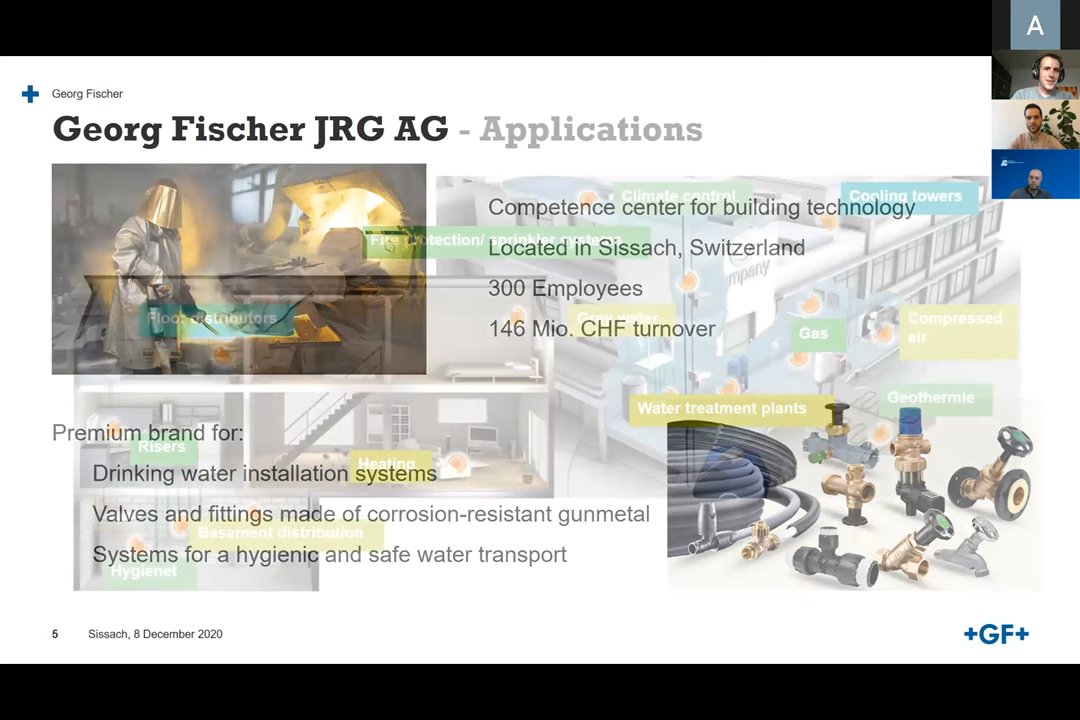 A
Georg Fischer
Georg Fischer JRG AG - Applications
Climate control
Cooling towers
Competence center for building technology
Fire protection/ sprinkler systems
Located in Sissach, Switzerland
Company
300 Employees
Floor distributors
Gray water
146 Mio. CHF turnover
Gas
Compressed
air
Geothermie
Water treatment plants
Premium brand for:
Risers
Heating
Drinking water installation systems
Valves and fittings made of corrosion-resistant gunmetal
Basement distribution
Systems for a hygienic and safe water transport
Hygienet
5 Sissach, 8 December 2020
+GF+